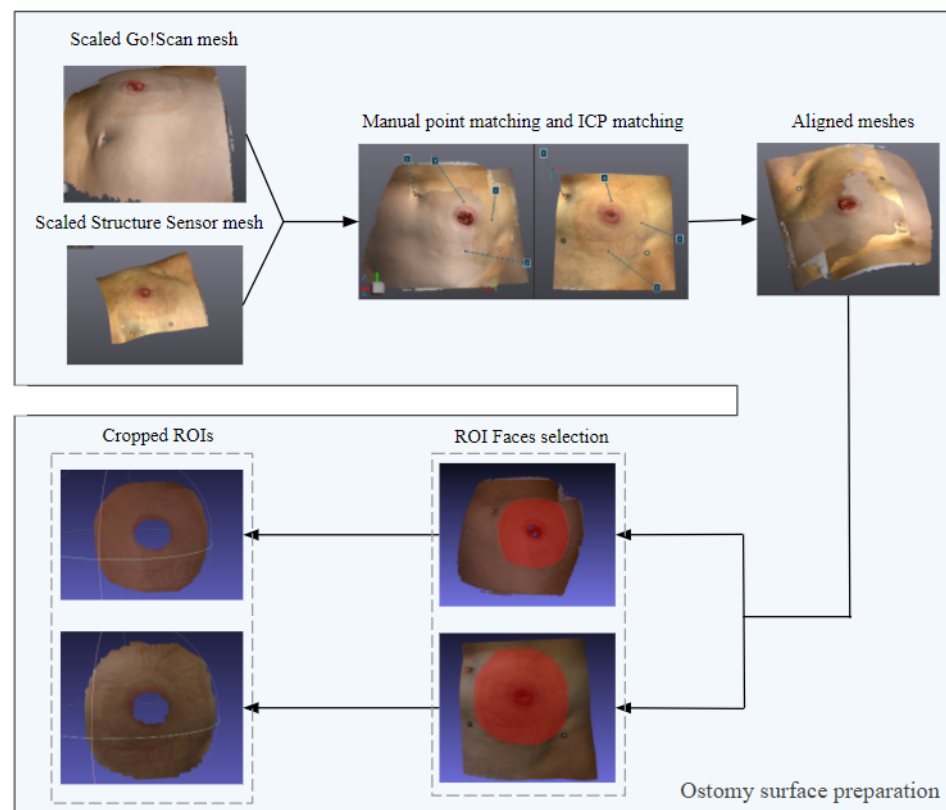 Scaled Go!Scan mesh
Manual point matching and ICP matching
Aligned meshes
Scaled Structure Sensor mesh
Cropped ROIs
ROI Faces selection
Ostomy surface preparation